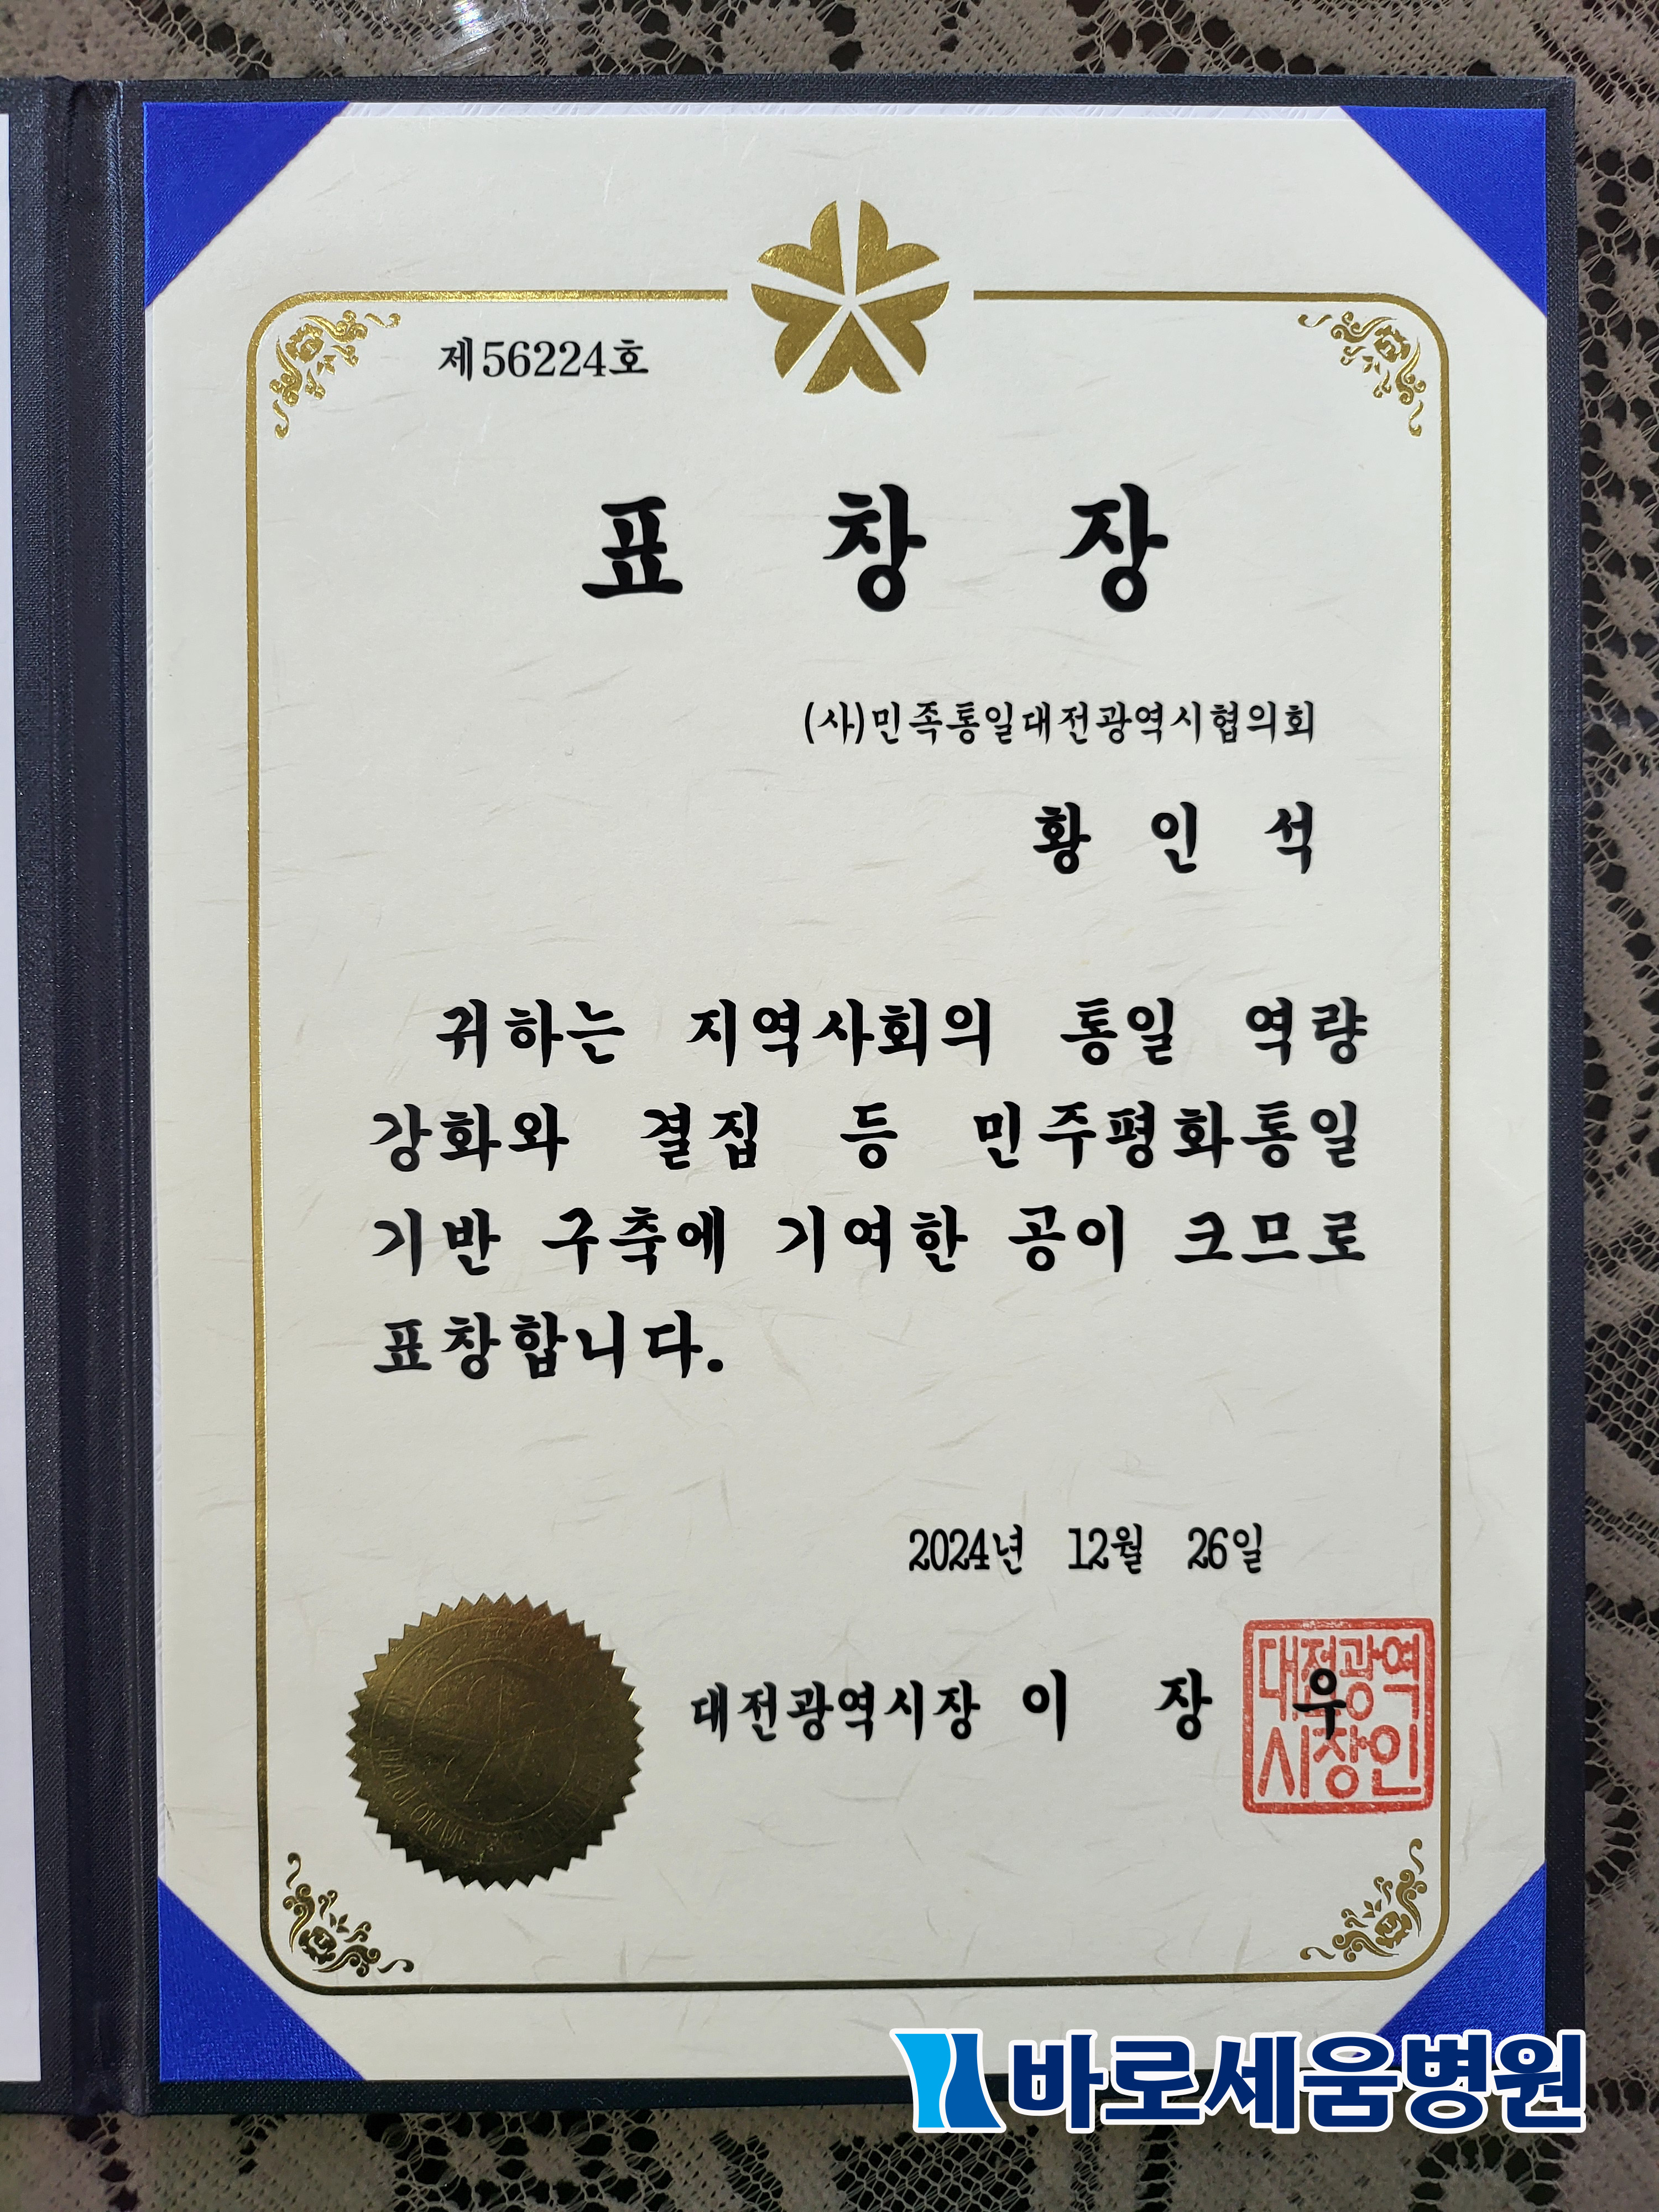 제56224호
표 창 장
(사)민족통일대전광역시협의회
황 인 석
귀하는 지역사회의 통일 역량
강화와 결집 등 민주평화통일
기반 구축에 기여한 공이 크므로
표창합니다.
2024년 12월 26일
대전광역시장 이 장 우
대전광역
시장인
바로세움병원